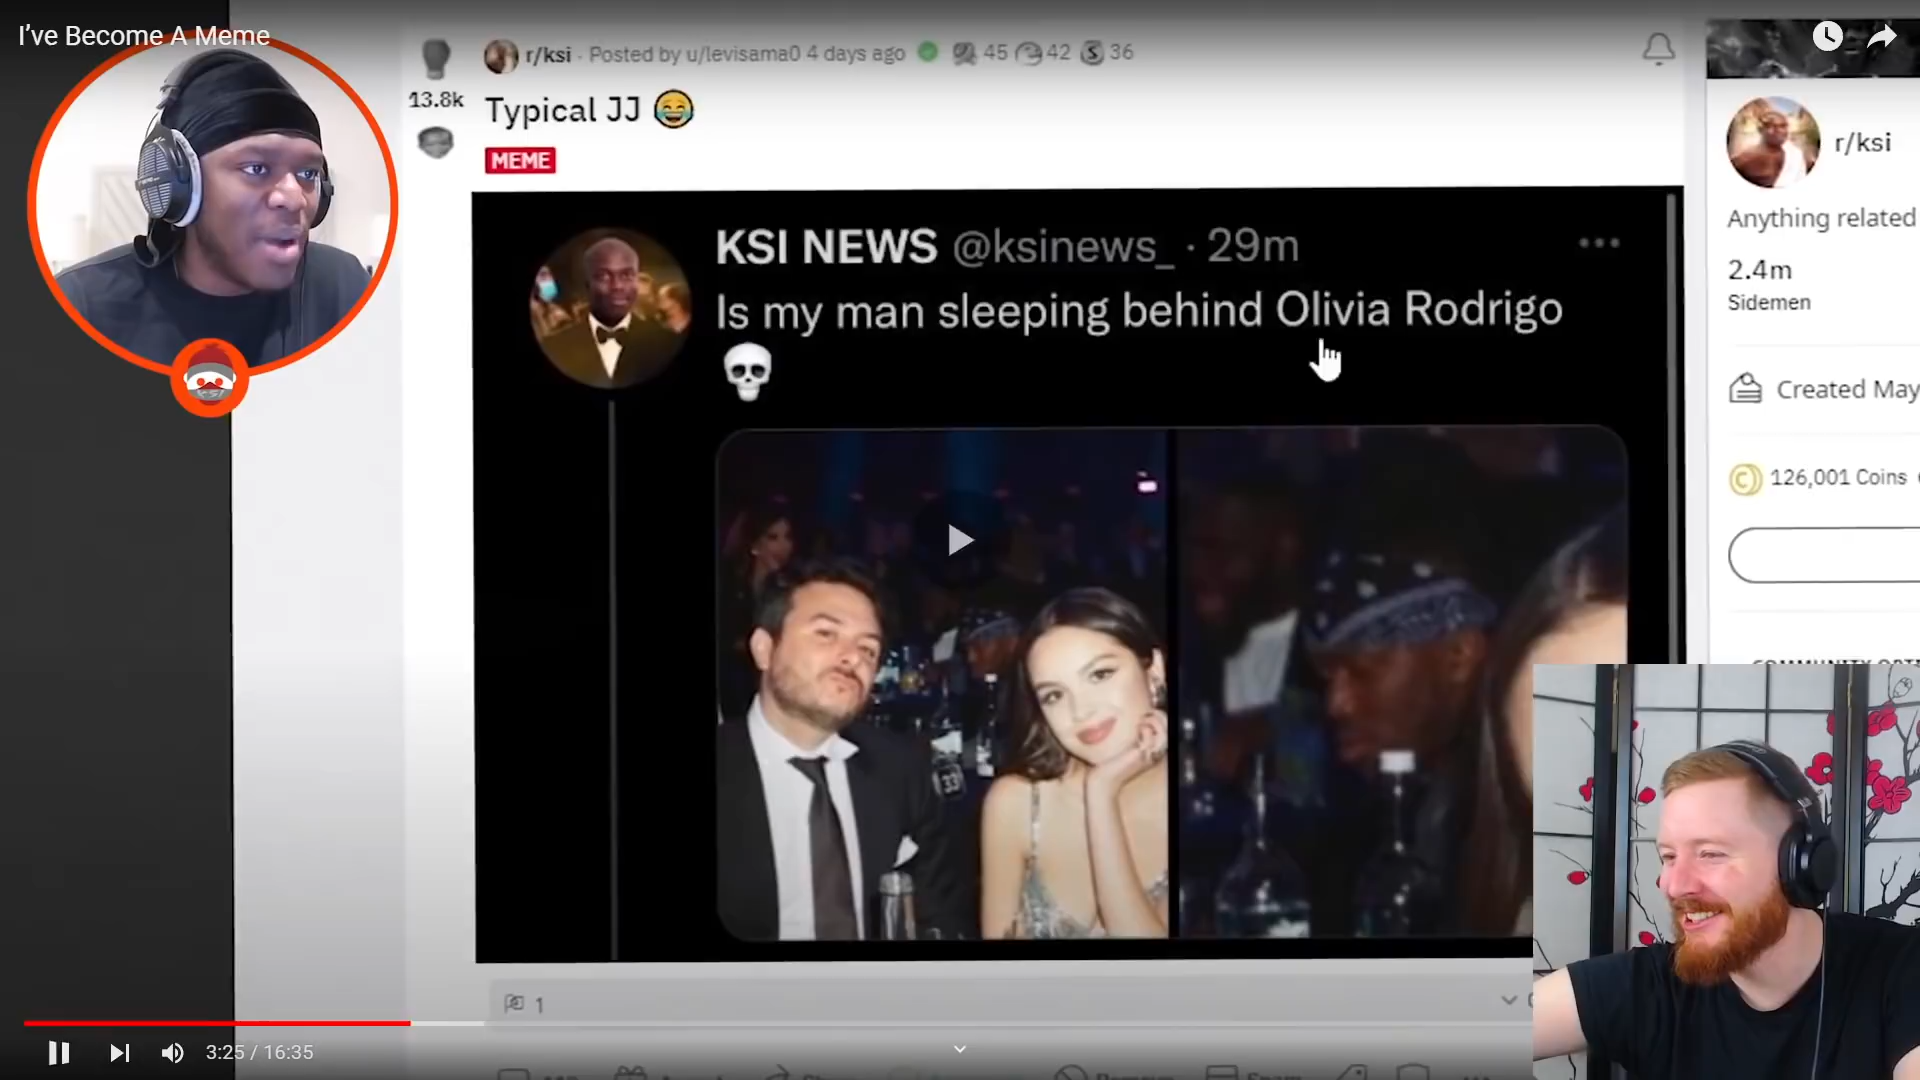 I've Become A Meme
r/ksi · Posted by u/levisama0 4 days ago 45 42 36
13.8k
Typical JJ 😂
MEME
KSI NEWS @ksinews_ · 29m
Is my man sleeping behind Olivia Rodrigo
💀
33
1
r/ksi
Anything related
2.4m
Sidemen
Created May
126,001 Coins
3:25 / 16:35